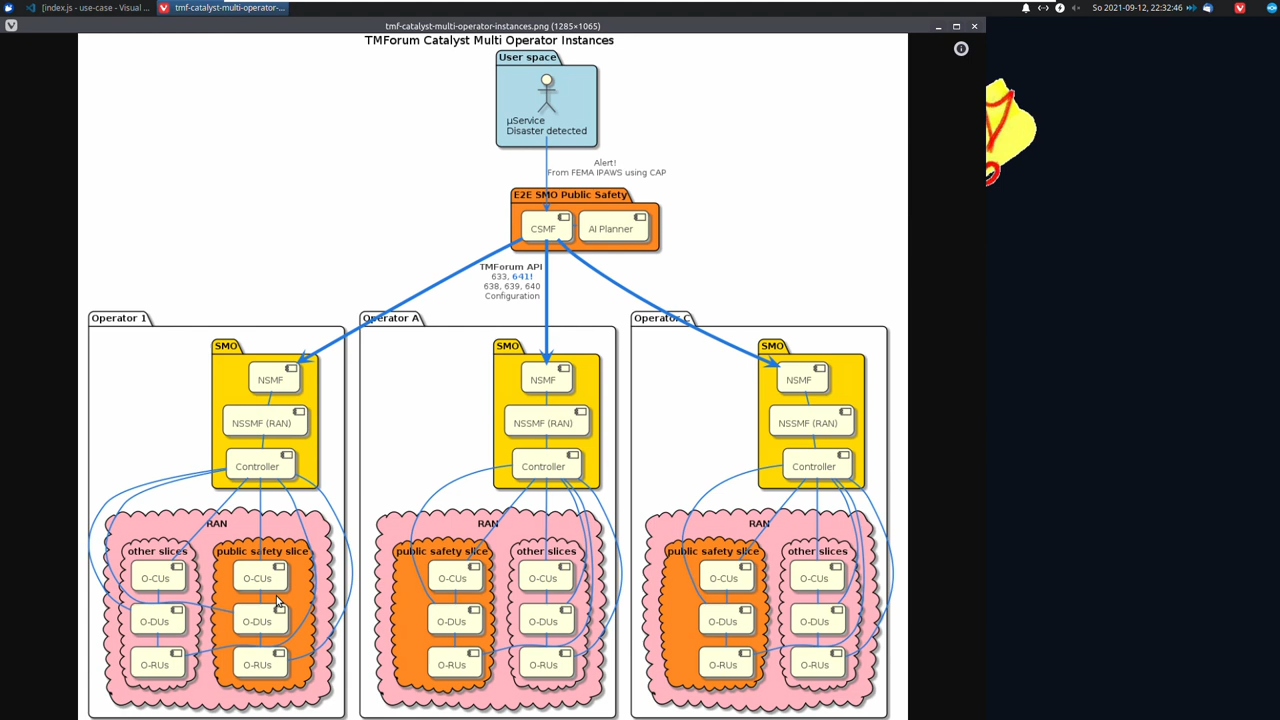 [index.js - use-case - Visual ...
tmf-catalyst-multi-operator-...
So 2021-09-12, 22:32:46
tmf-catalyst-multi-operator-instances.png (1285×1065)
TMForum Catalyst Multi Operator Instances
User space
µService
Disaster detected
Alert!
From FEMA IPAWS using CAP
E2E SMO Public Safety
CSMF
AI Planner
TMForum API
633, 641!
638, 639, 640
Configuration
Operator 1
SMO
NSMF
NSSMF (RAN)
Controller
RAN
other slices
O-CUs
O-DUs
O-RUs
public safety slice
O-CUs
O-DUs
O-RUs
Operator A
SMO
NSMF
NSSMF (RAN)
Controller
RAN
public safety slice
O-CUs
O-DUs
O-RUs
other slices
O-CUs
O-DUs
O-RUs
Operator C
SMO
NSMF
NSSMF (RAN)
Controller
RAN
public safety slice
O-CUs
O-DUs
O-RUs
other slices
O-CUs
O-DUs
O-RUs